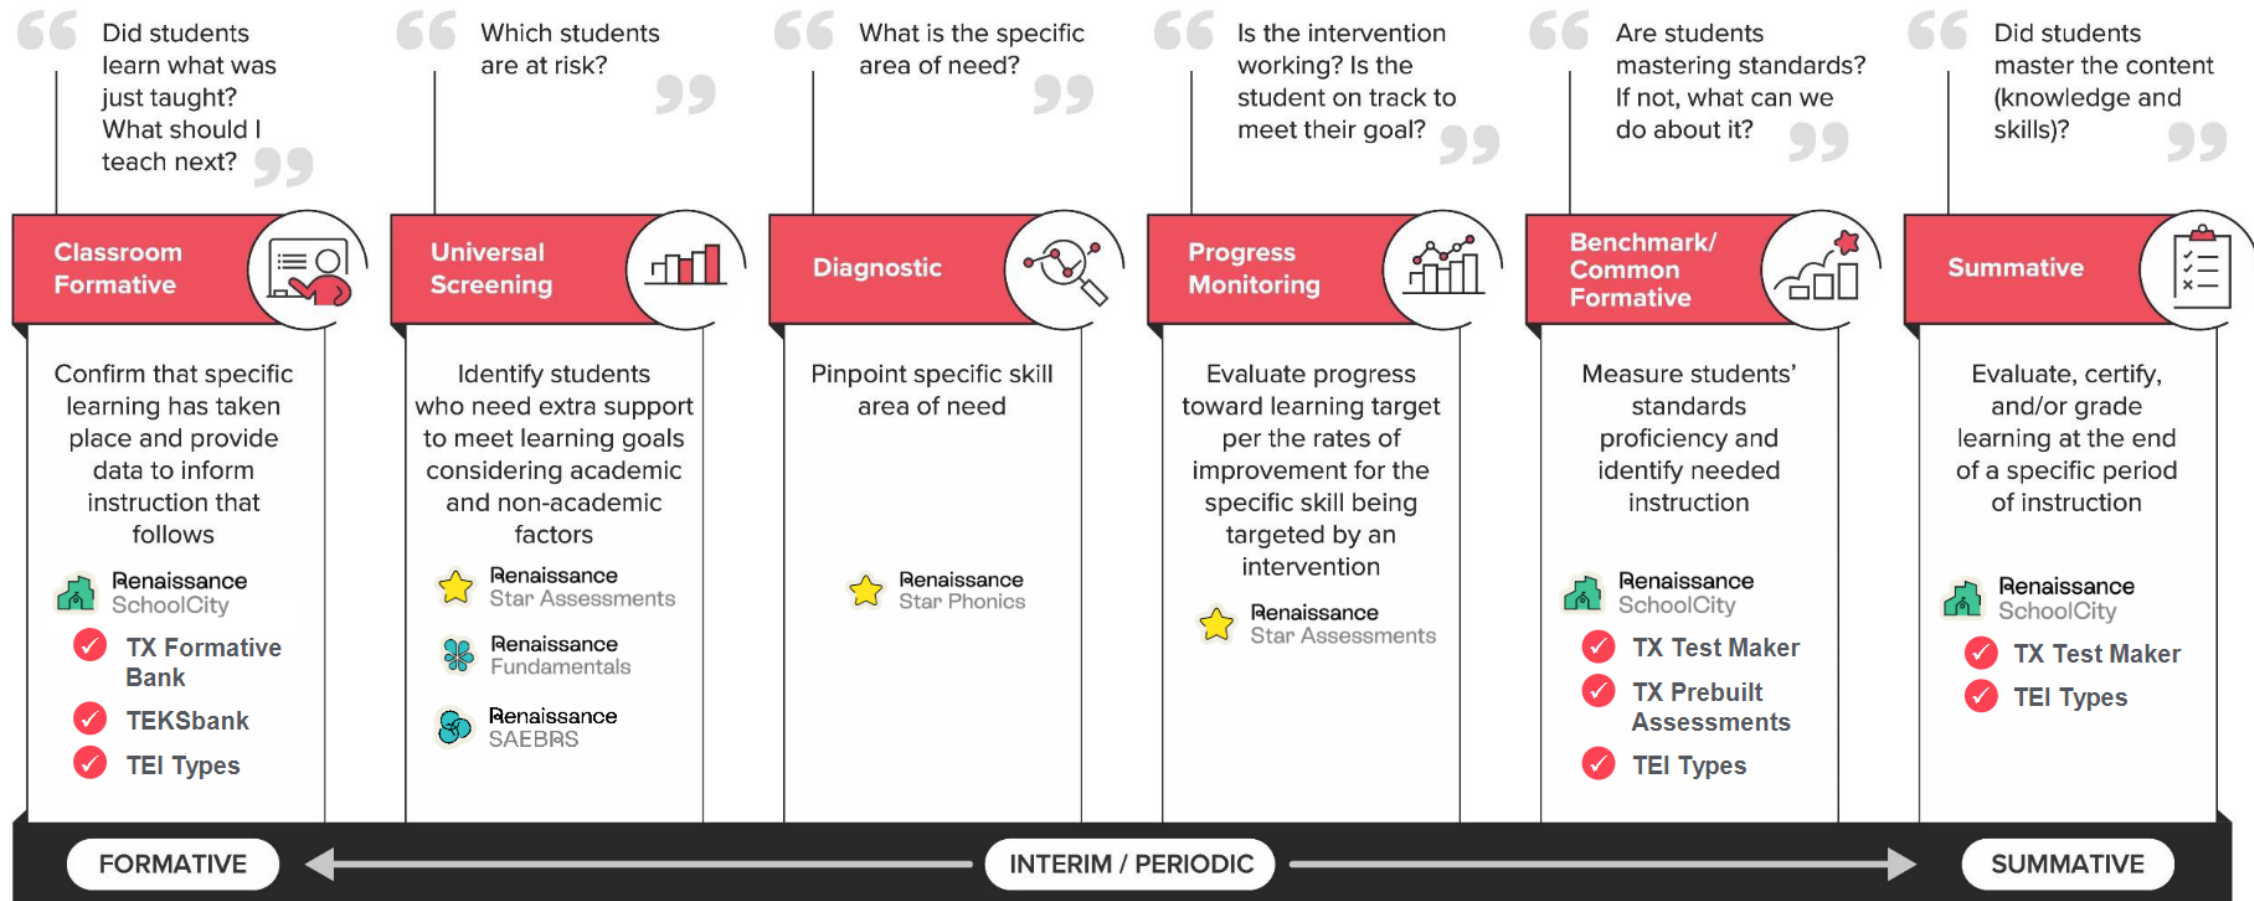 Did students
learn what was
just taught?
What should I
teach next?
Which students
are at risk?
What is the specific
area of need?
Is the intervention
working? Is the
student on track to
meet their goal?
Are students
mastering standards?
If not, what can we
do about it?
Did students
master the content
(knowledge and
skills)?
Classroom
Formative
Universal
Screening
Diagnostic
Progress
Monitoring
Benchmark/
Common
Formative
Summative
Confirm that specific
learning has taken
place and provide
data to inform
instruction that
follows
Renaissance
SchoolCity
TX Formative
Bank
TEKSbank
TEI Types
Identify students
who need extra support
to meet learning goals
considering academic
and non-academic
factors
Renaissance
Star Assessments
Renaissance
Fundamentals
Renaissance
SAEBRS
Pinpoint specific skill
area of need
Renaissance
Star Phonics
Evaluate progress
toward learning target
per the rates of
improvement for the
specific skill being
targeted by an
intervention
Renaissance
Star Assessments
Measure students’
standards
proficiency and
identify needed
instruction
Renaissance
SchoolCity
TX Test Maker
TX Prebuilt
Assessments
TEI Types
Evaluate, certify,
and/or grade
learning at the end
of a specific period
of instruction
Renaissance
SchoolCity
TX Test Maker
TEI Types
FORMATIVE
INTERIM / PERIODIC
SUMMATIVE